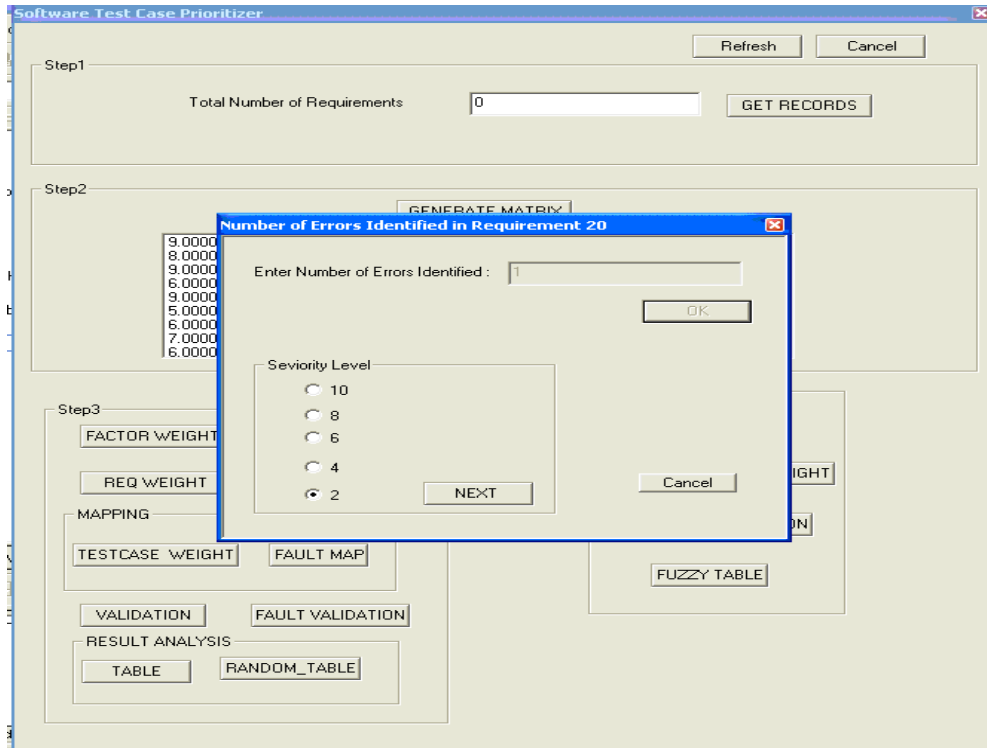 Software Test Case Prioritizer
Refresh
Cancel
Step1
Total Number of Requirements
0
GET RECORDS
Step2
GENERATE MATRIX
9.0000
8.0000
9.0000
6.0000
9.0000
5.0000
6.0000
7.0000
6.0000
Number of Errors Identified in Requirement 20
Enter Number of Errors Identified :
1
OK
Seviority Level
10
8
6
4
2
NEXT
Cancel
Step3
FACTOR WEIGHT
REQ WEIGHT
MAPPING
TESTCASE WEIGHT
FAULT MAP
VALIDATION
FAULT VALIDATION
RESULT ANALYSIS
TABLE
RANDOM_TABLE
IGHT
ON
FUZZY TABLE